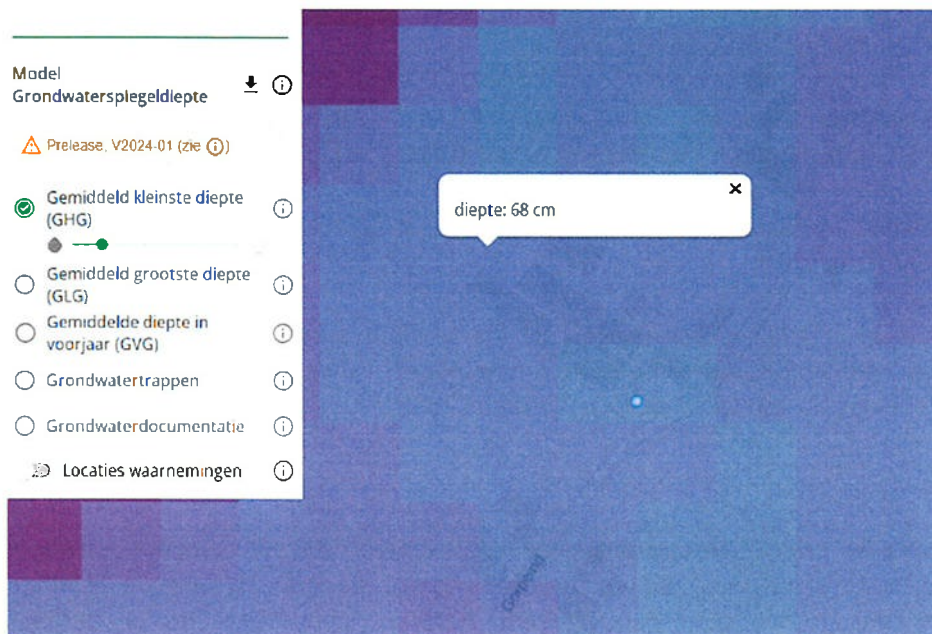 Model
Grondwaterspiegeldiepte
Prelease, V2024-01 (zie ⓘ)
Gemiddeld kleinste diepte
(GHG)
Gemiddeld grootste diepte
(GLG)
Gemiddelde diepte in
voorjaar (GVG)
Grondwatertrappen
Grondwaterdocumentatie
Locaties waarnemingen
diepte: 68 cm